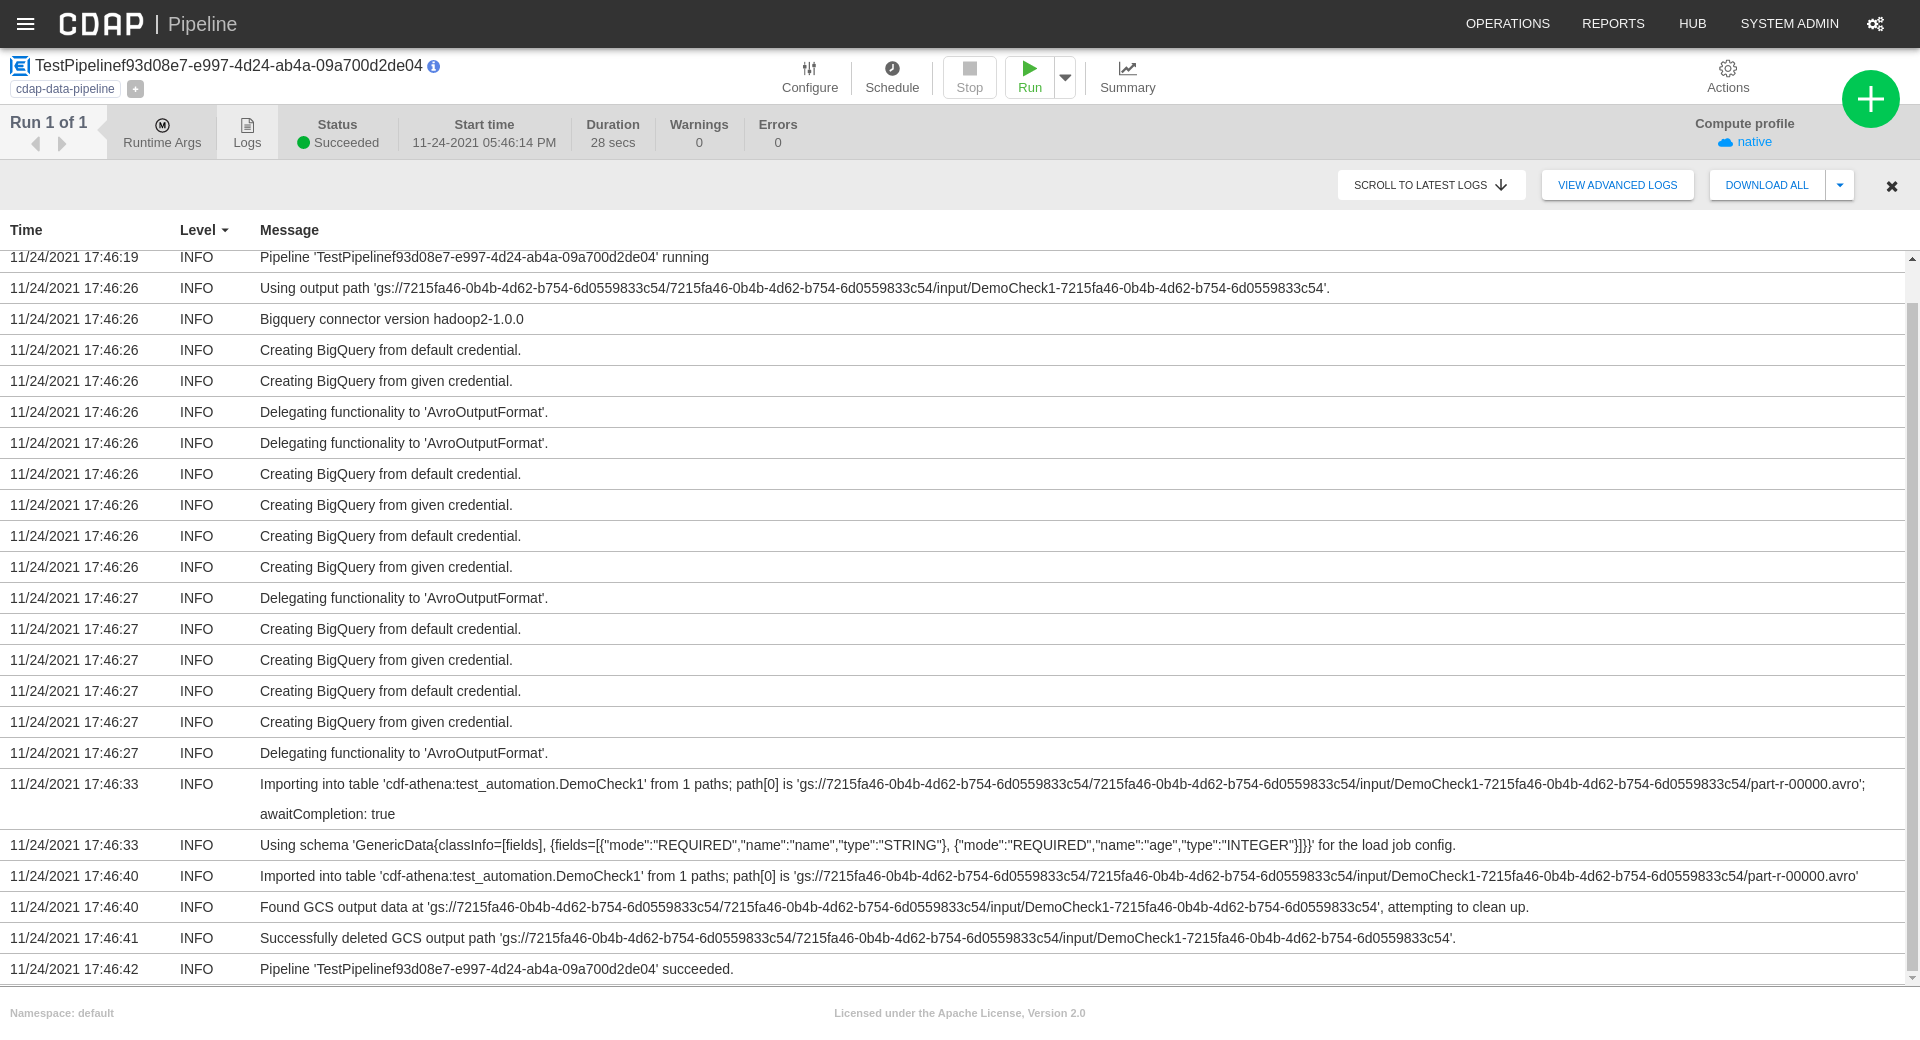 CDAP | Pipeline
OPERATIONS REPORTS HUB SYSTEM ADMIN
TestPipelinef93d08e7-e997-4d24-ab4a-09a700d2de04
cdap-data-pipeline +
Configure Schedule Stop Run Summary Actions
Run 1 of 1
Runtime Args
Logs
Status
Succeeded
Start time
11-24-2021 05:46:14 PM
Duration
28 secs
Warnings
0
Errors
0
Compute profile
native
SCROLL TO LATEST LOGS VIEW ADVANCED LOGS DOWNLOAD ALL
Time Level Message
11/24/2021 17:46:19 INFO Pipeline 'TestPipelinef93d08e7-e997-4d24-ab4a-09a700d2de04' running
11/24/2021 17:46:26 INFO Using output path 'gs://7215fa46-0b4b-4d62-b754-6d0559833c54/7215fa46-0b4b-4d62-b754-6d0559833c54/input/DemoCheck1-7215fa46-0b4b-4d62-b754-6d0559833c54'.
11/24/2021 17:46:26 INFO Bigquery connector version hadoop2-1.0.0
11/24/2021 17:46:26 INFO Creating BigQuery from default credential.
11/24/2021 17:46:26 INFO Creating BigQuery from given credential.
11/24/2021 17:46:26 INFO Delegating functionality to 'AvroOutputFormat'.
11/24/2021 17:46:26 INFO Delegating functionality to 'AvroOutputFormat'.
11/24/2021 17:46:26 INFO Creating BigQuery from default credential.
11/24/2021 17:46:26 INFO Creating BigQuery from given credential.
11/24/2021 17:46:26 INFO Creating BigQuery from default credential.
11/24/2021 17:46:26 INFO Creating BigQuery from given credential.
11/24/2021 17:46:27 INFO Delegating functionality to 'AvroOutputFormat'.
11/24/2021 17:46:27 INFO Creating BigQuery from default credential.
11/24/2021 17:46:27 INFO Creating BigQuery from given credential.
11/24/2021 17:46:27 INFO Creating BigQuery from default credential.
11/24/2021 17:46:27 INFO Creating BigQuery from given credential.
11/24/2021 17:46:27 INFO Delegating functionality to 'AvroOutputFormat'.
11/24/2021 17:46:33 INFO Importing into table 'cdf-athena:test_automation.DemoCheck1' from 1 paths; path[0] is 'gs://7215fa46-0b4b-4d62-b754-6d0559833c54/7215fa46-0b4b-4d62-b754-6d0559833c54/input/DemoCheck1-7215fa46-0b4b-4d62-b754-6d0559833c54/part-r-00000.avro';
awaitCompletion: true
11/24/2021 17:46:33 INFO Using schema 'GenericData{classInfo=[fields], {fields=[{"mode":"REQUIRED","name":"name","type":"STRING"}, {"mode":"REQUIRED","name":"age","type":"INTEGER"}]}}' for the load job config.
11/24/2021 17:46:40 INFO Imported into table 'cdf-athena:test_automation.DemoCheck1' from 1 paths; path[0] is 'gs://7215fa46-0b4b-4d62-b754-6d0559833c54/7215fa46-0b4b-4d62-b754-6d0559833c54/input/DemoCheck1-7215fa46-0b4b-4d62-b754-6d0559833c54/part-r-00000.avro'
11/24/2021 17:46:40 INFO Found GCS output data at 'gs://7215fa46-0b4b-4d62-b754-6d0559833c54/7215fa46-0b4b-4d62-b754-6d0559833c54/input/DemoCheck1-7215fa46-0b4b-4d62-b754-6d0559833c54', attempting to clean up.
11/24/2021 17:46:41 INFO Successfully deleted GCS output path 'gs://7215fa46-0b4b-4d62-b754-6d0559833c54/7215fa46-0b4b-4d62-b754-6d0559833c54/input/DemoCheck1-7215fa46-0b4b-4d62-b754-6d0559833c54'.
11/24/2021 17:46:42 INFO Pipeline 'TestPipelinef93d08e7-e997-4d24-ab4a-09a700d2de04' succeeded.
Namespace: default
Licensed under the Apache License, Version 2.0